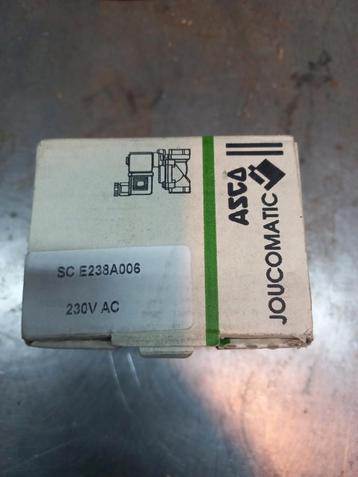 SC E238A006
230V AC
ASCO
JOUCOMATIC